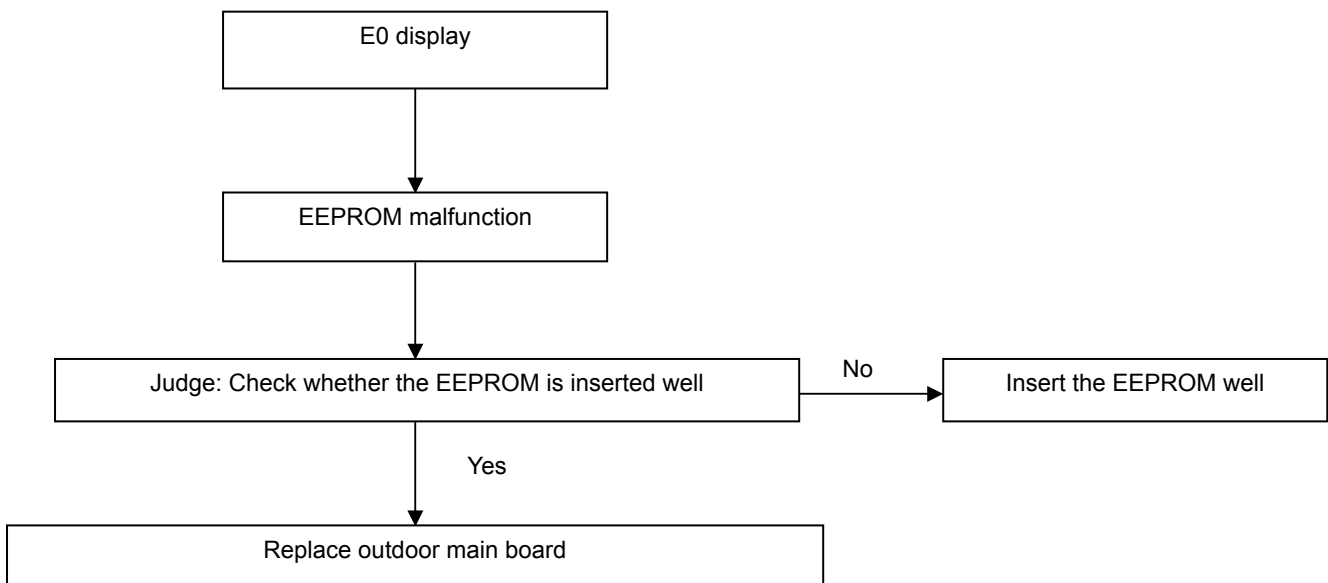 E0 display
EEPROM malfunction
Judge: Check whether the EEPROM is inserted well
No
Insert the EEPROM well
Yes
Replace outdoor main board